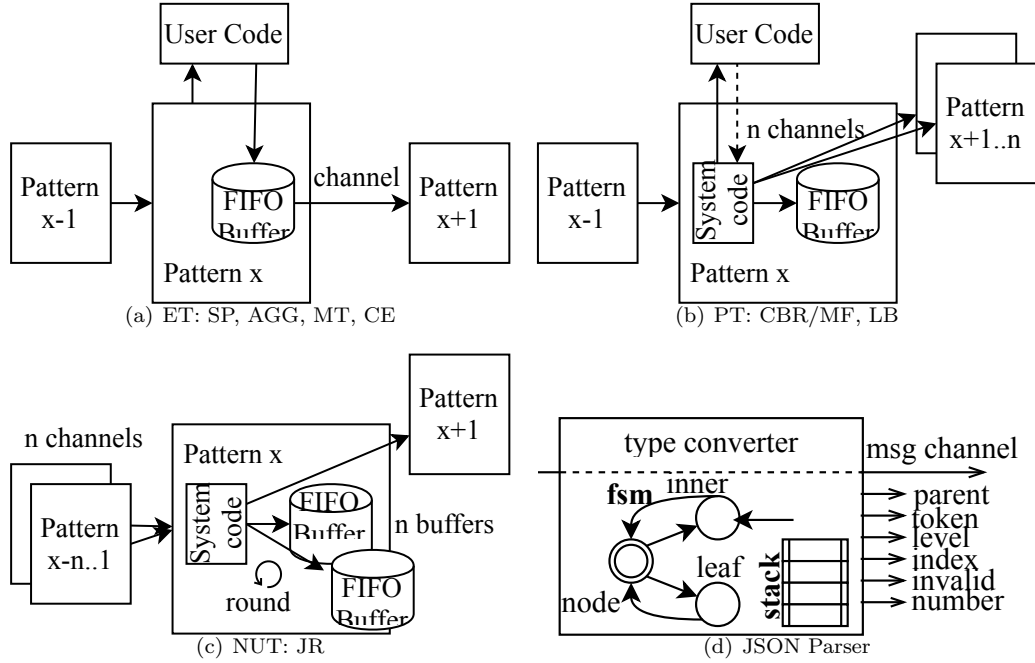 User Code
Pattern
x-1
FIFO
Buffer
channel
Pattern
x+1
Pattern x
(a) ET: SP, AGG, MT, CE
User Code
n channels
Pattern
x+1..n
Pattern
x-1
System
code
FIFO
Buffer
Pattern x
(b) PT: CBR/MF, LB
n channels
Pattern
x-n..1
Pattern x
System
code
FIFO
Buffer
n buffers
FIFO
Buffer
round
Pattern
x+1
(c) NUT: JR
type converter
msg channel
fsm
inner
leaf
node
stack
parent
token
level
index
invalid
number
(d) JSON Parser